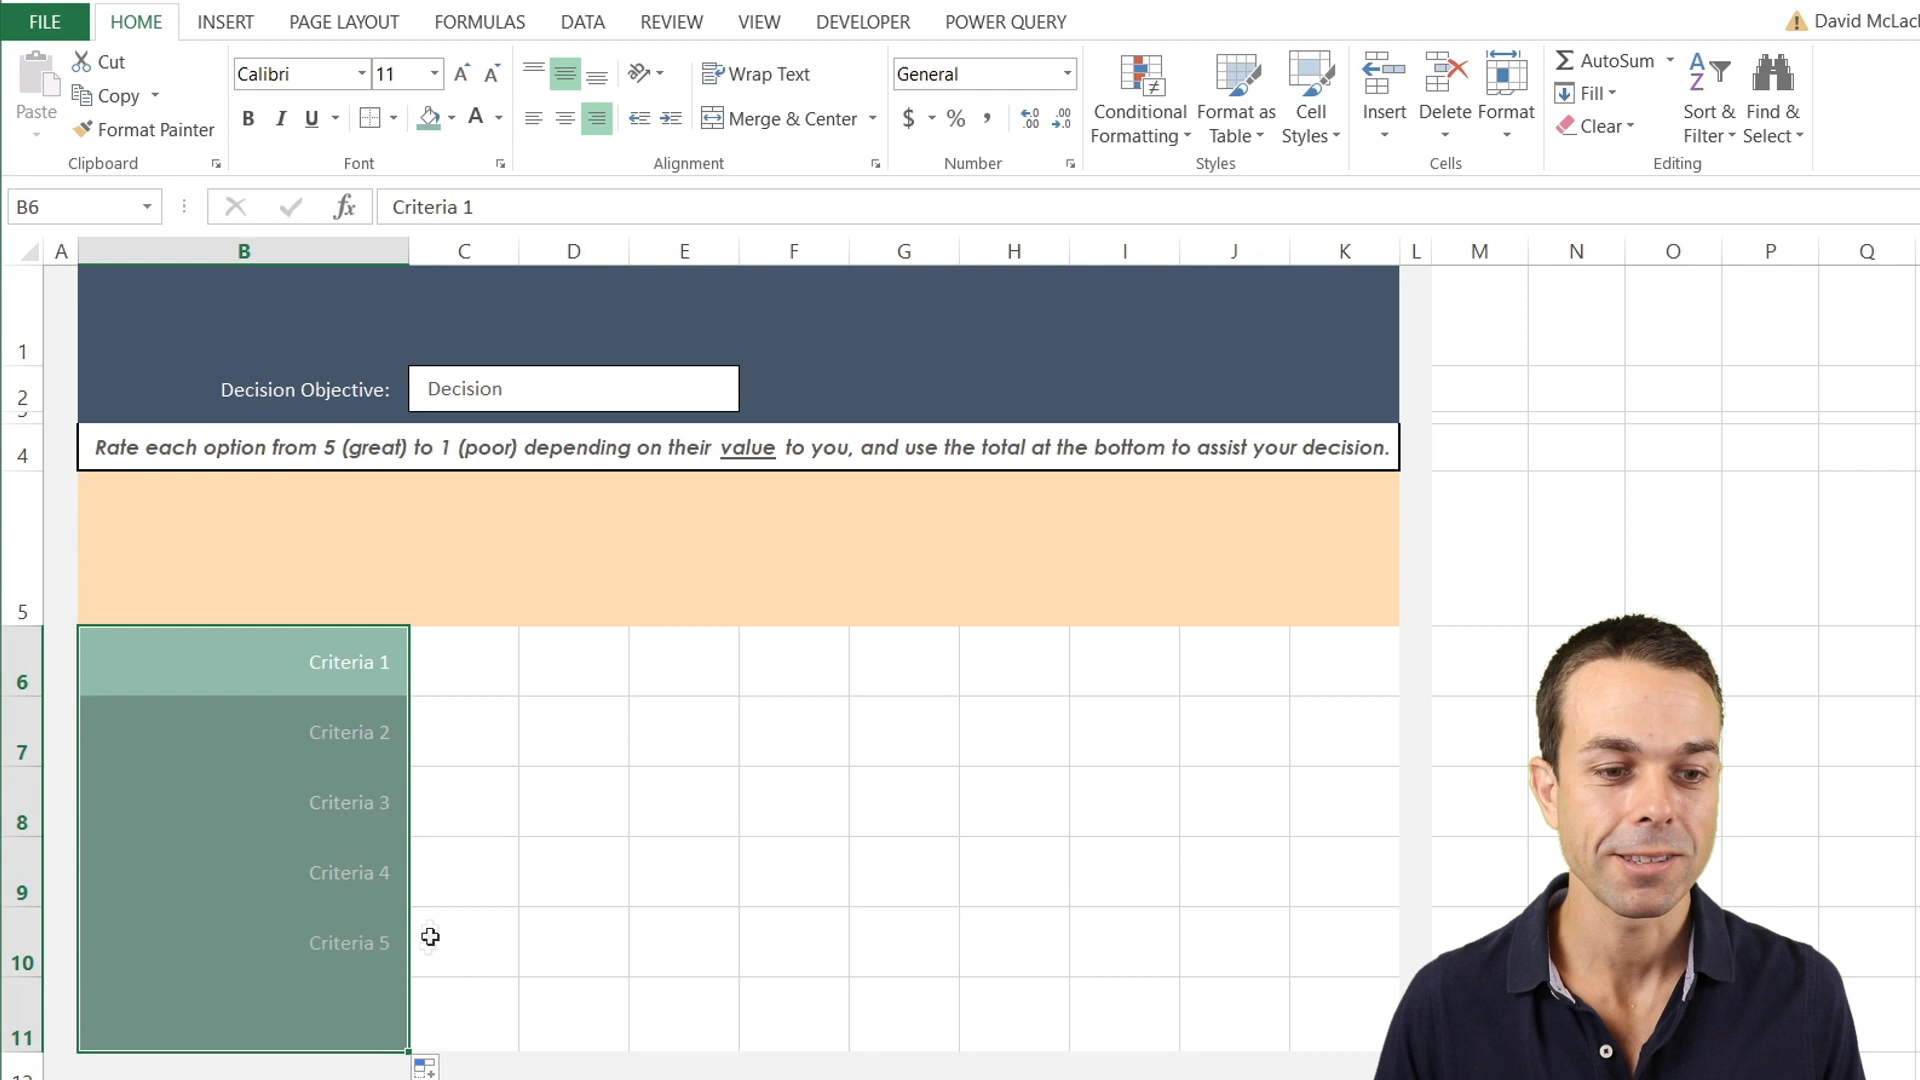 FILE HOME INSERT PAGE LAYOUT FORMULAS DATA REVIEW VIEW DEVELOPER POWER QUERY
Paste
Cut
Copy
Format Painter
Clipboard
Calibri 11
B I U A
Font
Wrap Text
Merge & Center
Alignment
General
$ % ,
Number
Conditional Formatting
Format as Table
Cell Styles
Styles
Insert Delete Format
Cells
AutoSum
Fill
Clear
Sort & Filter
Find & Select
Editing
B6 fx Criteria 1
A B C D E F G H I J K L M N O P Q
1
2 Decision Objective: Decision
4 Rate each option from 5 (great) to 1 (poor) depending on their value to you, and use the total at the bottom to assist your decision.
5
6 Criteria 1
7 Criteria 2
8 Criteria 3
9 Criteria 4
10 Criteria 5
11